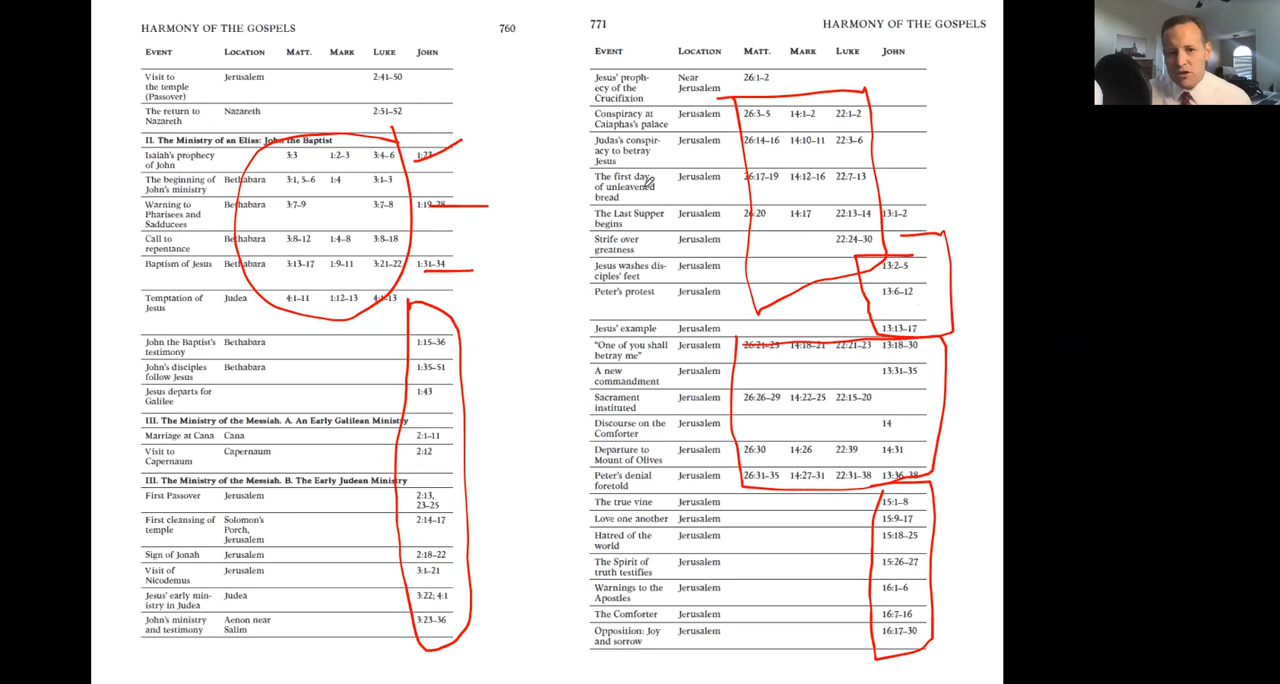 HARMONY OF THE GOSPELS 760
EVENT LOCATION MATT. MARK LUKE JOHN
Visit to Jerusalem 2:41–50
the temple
(Passover)
The return to Nazareth 2:51–52
Nazareth
II. The Ministry of an Elias: John the Baptist
Isaiah's prophecy 3:3 1:2–3 3:4–6 1:23
of John
The beginning of Bethabara 3:1, 5–6 1:4 3:1–3
John's ministry
Warning to Bethabara 3:7–9 3:7–8 1:19–28
Pharisees and
Sadducees
Call to Bethabara 3:8–12 1:4–8 3:8–18
repentance
Baptism of Jesus Bethabara 3:13–17 1:9–11 3:21–22 1:31–34
Temptation of Judea 4:1–11 1:12–13 4:1–13
Jesus
John the Baptist's Bethabara 1:15–36
testimony
John's disciples Bethabara 1:35–51
follow Jesus
Jesus departs for 1:43
Galilee
III. The Ministry of the Messiah. A. An Early Galilean Ministry
Marriage at Cana Cana 2:1–11
Visit to Capernaum 2:12
Capernaum
III. The Ministry of the Messiah. B. The Early Judean Ministry
First Passover Jerusalem 2:13,
23–25
First cleansing of Solomon's 2:14–17
temple Porch,
Jerusalem
Sign of Jonah Jerusalem 2:18–22
Visit of Jerusalem 3:1–21
Nicodemus
Jesus' early min- Judea 3:22; 4:1
istry in Judea
John's ministry Aenon near 3:23–36
and testimony Salim
771 HARMONY OF THE GOSPELS
EVENT LOCATION MATT. MARK LUKE JOHN
Jesus' proph- Near 26:1–2
ecy of the Jerusalem
Crucifixion
Conspiracy at Jerusalem 26:3–5 14:1–2 22:1–2
Caiaphas's palace
Judas's conspir- Jerusalem 26:14–16 14:10–11 22:3–6
acy to betray
Jesus
The first day Jerusalem 26:17–19 14:12–16 22:7–13
of unleavened
bread
The Last Supper Jerusalem 26:20 14:17 22:13–14 13:1–2
begins
Strife over Jerusalem 22:24–30
greatness
Jesus washes dis- Jerusalem 13:2–5
ciples' feet
Peter's protest Jerusalem 13:6–12
Jesus' example Jerusalem 13:13–17
"One of you shall Jerusalem 26:21–25 14:18–21 22:21–23 13:18–30
betray me"
A new Jerusalem 13:31–35
commandment
Sacrament Jerusalem 26:26–29 14:22–25 22:15–20
instituted
Discourse on the Jerusalem 14
Comforter
Departure to Jerusalem 26:30 14:26 22:39 14:31
Mount of Olives
Peter's denial Jerusalem 26:31–35 14:27–31 22:31–38 13:36–38
foretold
The true vine Jerusalem 15:1–8
Love one another Jerusalem 15:9–17
Hatred of the Jerusalem 15:18–25
world
The Spirit of Jerusalem 15:26–27
truth testifies
Warnings to the Jerusalem 16:1–6
Apostles
The Comforter Jerusalem 16:7–16
Opposition: Joy Jerusalem 16:17–30
and sorrow